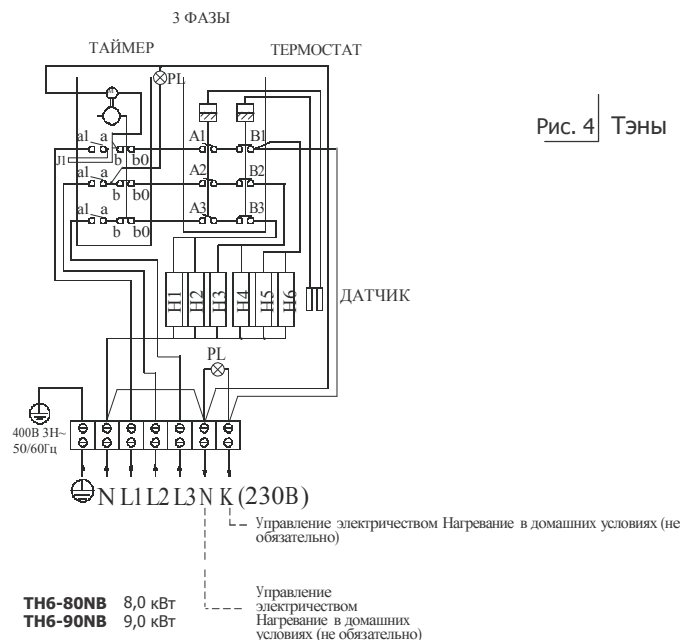 3 ФАЗЫ
ТАЙМЕР
ТЕРМОСТАТ
PL
Рис. 4 Тэны
a1 a
A1
B1
J1
b b0
a1 a
A2
B2
b b0
a1 a
A3
B3
b b0
H1 H2 H3 H4 H5 H6
ДАТЧИК
PL
400В 3Н~
50/60Гц
N L1 L2 L3 N K (230В)
Управление электричеством Нагревание в домашних условиях (не
обязательно)
TH6-80NB 8,0 кВт
TH6-90NB 9,0 кВт
Управление
электричеством
Нагревание в домашних
условиях (не обязательно)